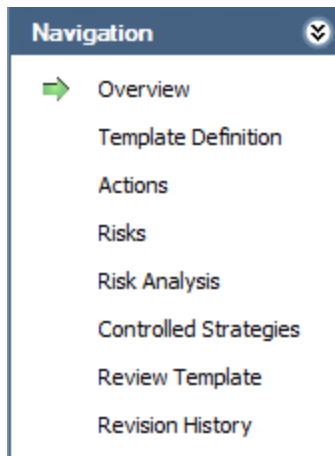 Navigation
Overview
Template Definition
Actions
Risks
Risk Analysis
Controlled Strategies
Review Template
Revision History